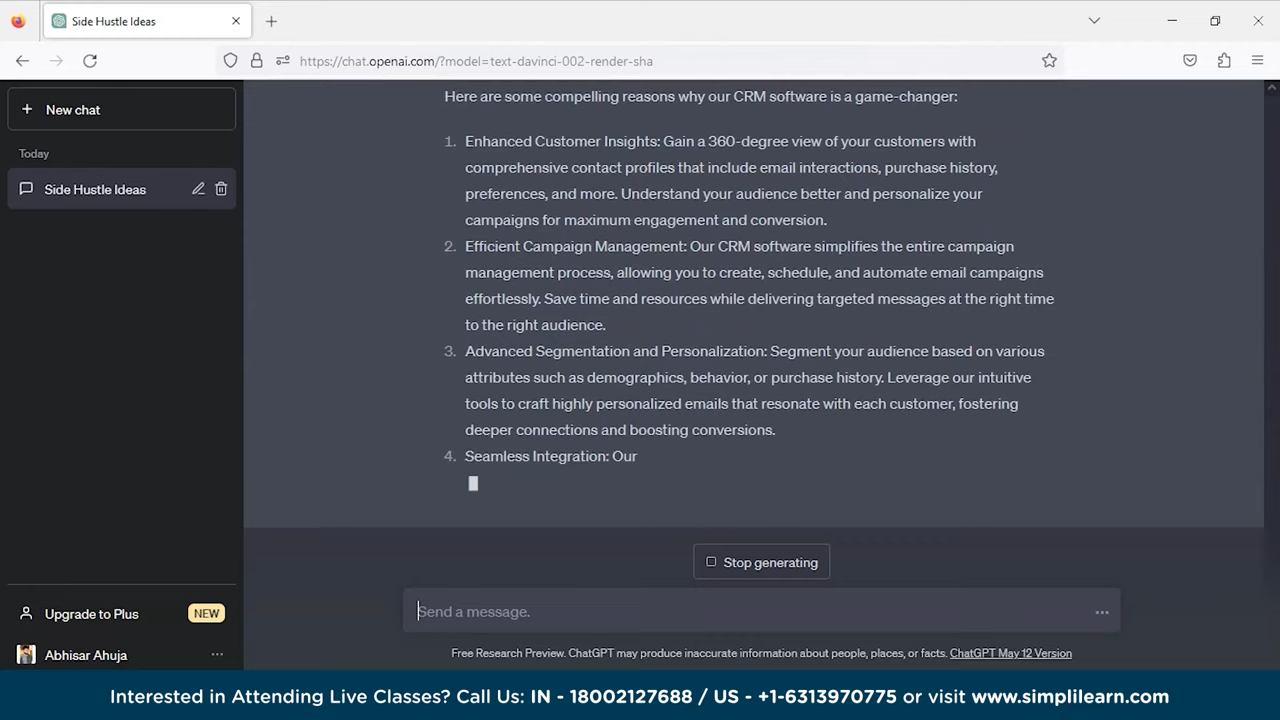 Side Hustle Ideas
https://chat.openai.com/?model=text-davinci-002-render-sha
New chat
Today
Side Hustle Ideas
Here are some compelling reasons why our CRM software is a game-changer:
1. Enhanced Customer Insights: Gain a 360-degree view of your customers with
comprehensive contact profiles that include email interactions, purchase history,
preferences, and more. Understand your audience better and personalize your
campaigns for maximum engagement and conversion.
2. Efficient Campaign Management: Our CRM software simplifies the entire campaign
management process, allowing you to create, schedule, and automate email campaigns
effortlessly. Save time and resources while delivering targeted messages at the right time
to the right audience.
3. Advanced Segmentation and Personalization: Segment your audience based on various
attributes such as demographics, behavior, or purchase history. Leverage our intuitive
tools to craft highly personalized emails that resonate with each customer, fostering
deeper connections and boosting conversions.
4. Seamless Integration: Our
Stop generating
Send a message.
Upgrade to Plus NEW
Abhisar Ahuja
Free Research Preview. ChatGPT may produce inaccurate information about people, places, or facts. ChatGPT May 12 Version
Interested in Attending Live Classes? Call Us: IN - 18002127688 / US - +1-6313970775 or visit www.simplilearn.com